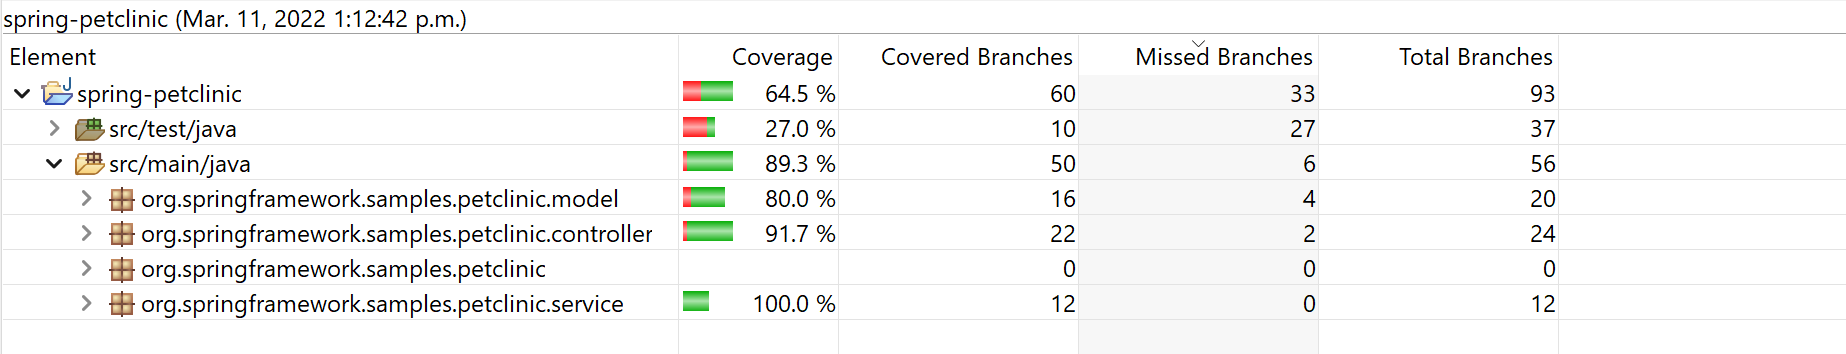 spring-petclinic (Mar. 11, 2022 1:12:42 p.m.)
Element Coverage Covered Branches Missed Branches Total Branches
spring-petclinic 64.5 % 60 33 93
src/test/java 27.0 % 10 27 37
src/main/java 89.3 % 50 6 56
org.springframework.samples.petclinic.model 80.0 % 16 4 20
org.springframework.samples.petclinic.controller 91.7 % 22 2 24
org.springframework.samples.petclinic 0 0 0
org.springframework.samples.petclinic.service 100.0 % 12 0 12